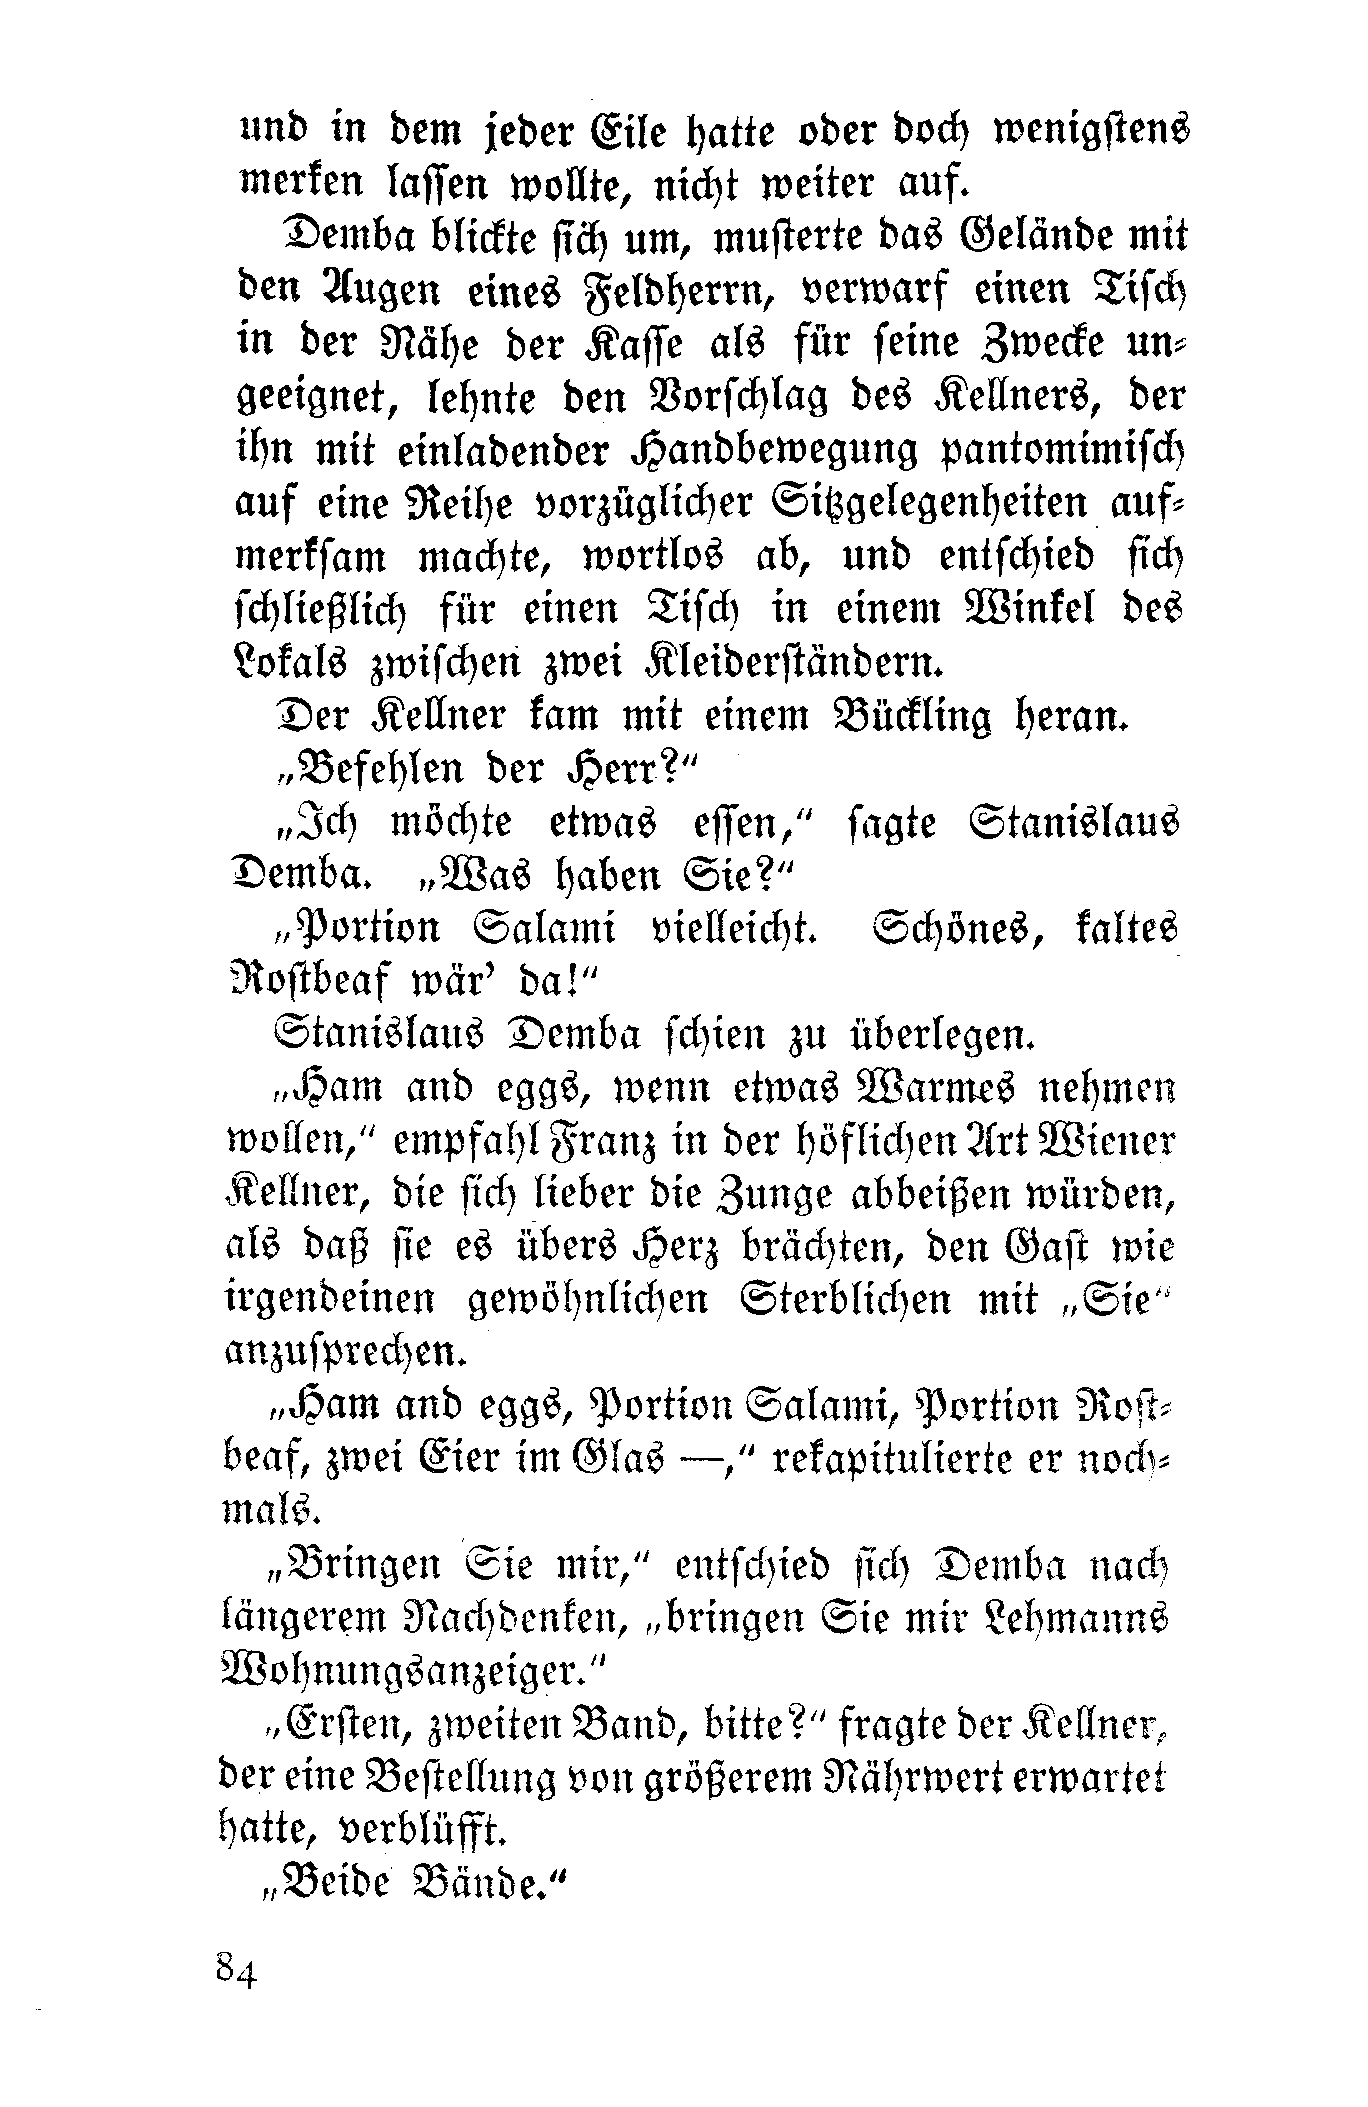 und in dem jeder Eile hatte oder doch wenigstens
merken lassen wollte, nicht weiter auf.
Demba blickte sich um, musterte das Gelände mit
den Augen eines Feldherrn, verwarf einen Tisch
in der Nähe der Kasse als für seine Zwecke un-
geeignet, lehnte den Vorschlag des Kellners, der
ihn mit einladender Handbewegung pantomimisch
auf eine Reihe vorzüglicher Sitzgelegenheiten auf-
merksam machte, wortlos ab, und entschied sich
schließlich für einen Tisch in einem Winkel des
Lokals zwischen zwei Kleiderständern.
Der Kellner kam mit einem Bückling heran.
„Befehlen der Herr?“
„Ich möchte etwas essen,“ sagte Stanislaus
Demba. „Was haben Sie?“
„Portion Salami vielleicht. Schönes, kaltes
Rostbeaf wär’ da!“
Stanislaus Demba schien zu überlegen.
„Ham and eggs, wenn etwas Warmes nehmen
wollen,“ empfahl Franz in der höflichen Art Wiener
Kellner, die sich lieber die Zunge abbeißen würden,
als daß sie es übers Herz brächten, den Gast wie
irgendeinen gewöhnlichen Sterblichen mit „Sie“
anzusprechen.
„Ham and eggs, Portion Salami, Portion Rost-
beaf, zwei Eier im Glas —,“ rekapitulierte er noch-
mals.
„Bringen Sie mir,“ entschied sich Demba nach
längerem Nachdenken, „bringen Sie mir Lehmanns
Wohnungsanzeiger.“
„Ersten, zweiten Band, bitte?“ fragte der Kellner,
der eine Bestellung von größerem Nährwert erwartet
hatte, verblüfft.
„Beide Bände.“
84